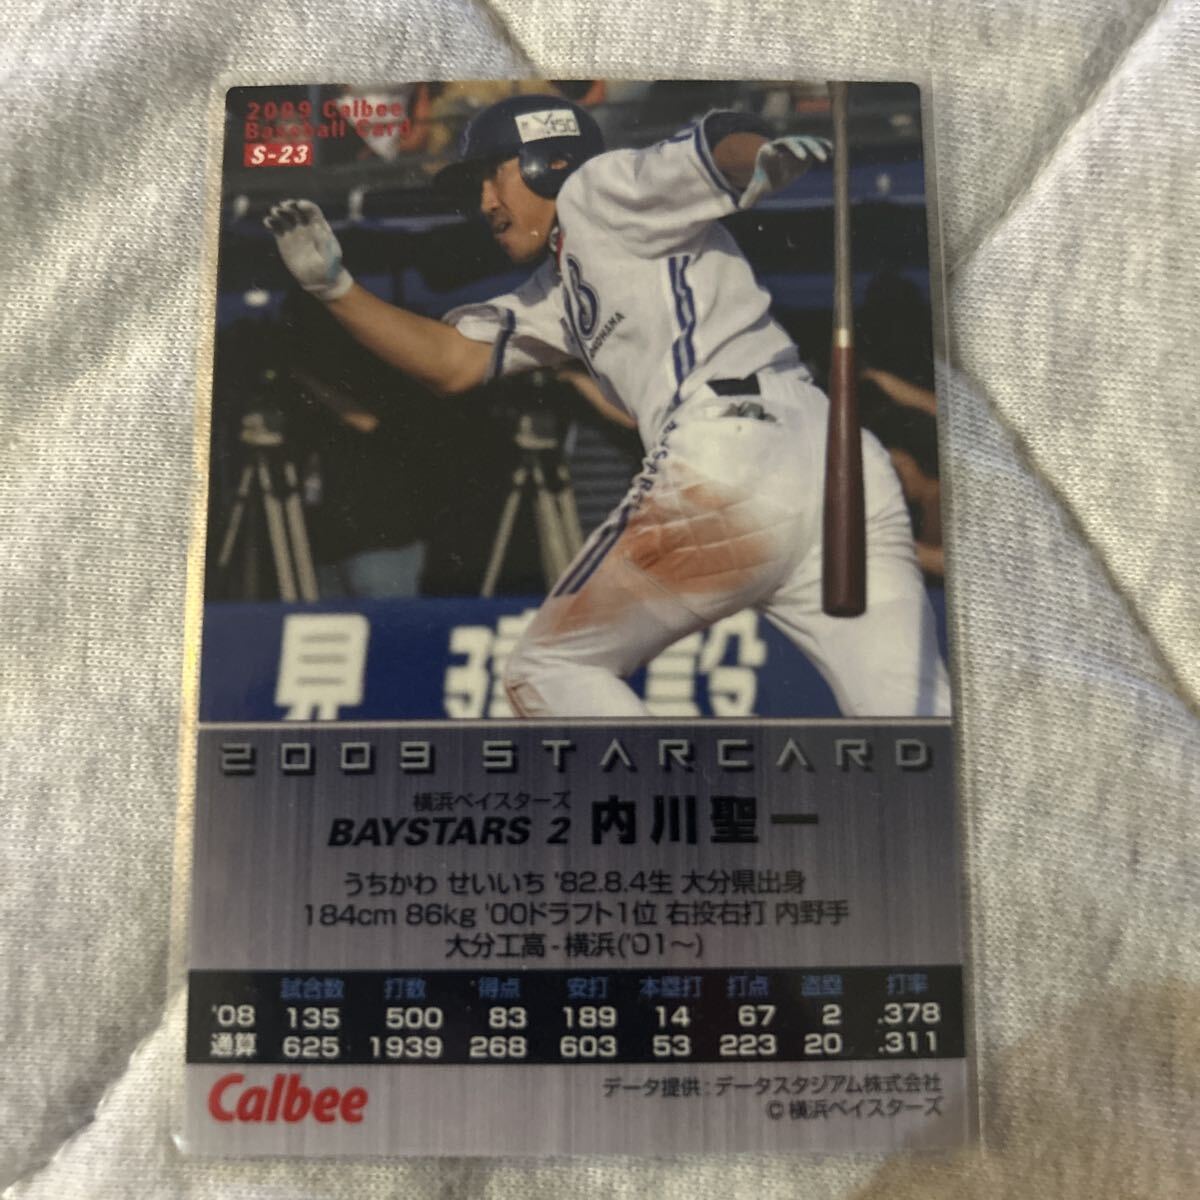 2009 Calbee
Baseball Card
S-23
¥450
B
YOKOHAMA
見 建設
2009 STARCARD
横浜ベイスターズ
BAYSTARS 2 内川聖一
うちかわ せいいち '82.8.4生 大分県出身
184cm 86kg '00ドラフト1位 右投右打 内野手
大分工高-横浜('01～)
試合数 打数 得点 安打 本塁打 打点 盗塁 打率
'08 135 500 83 189 14 67 2 .378
通算 625 1939 268 603 53 223 20 .311
Calbee
データ提供：データスタジアム株式会社
©横浜ベイスターズ